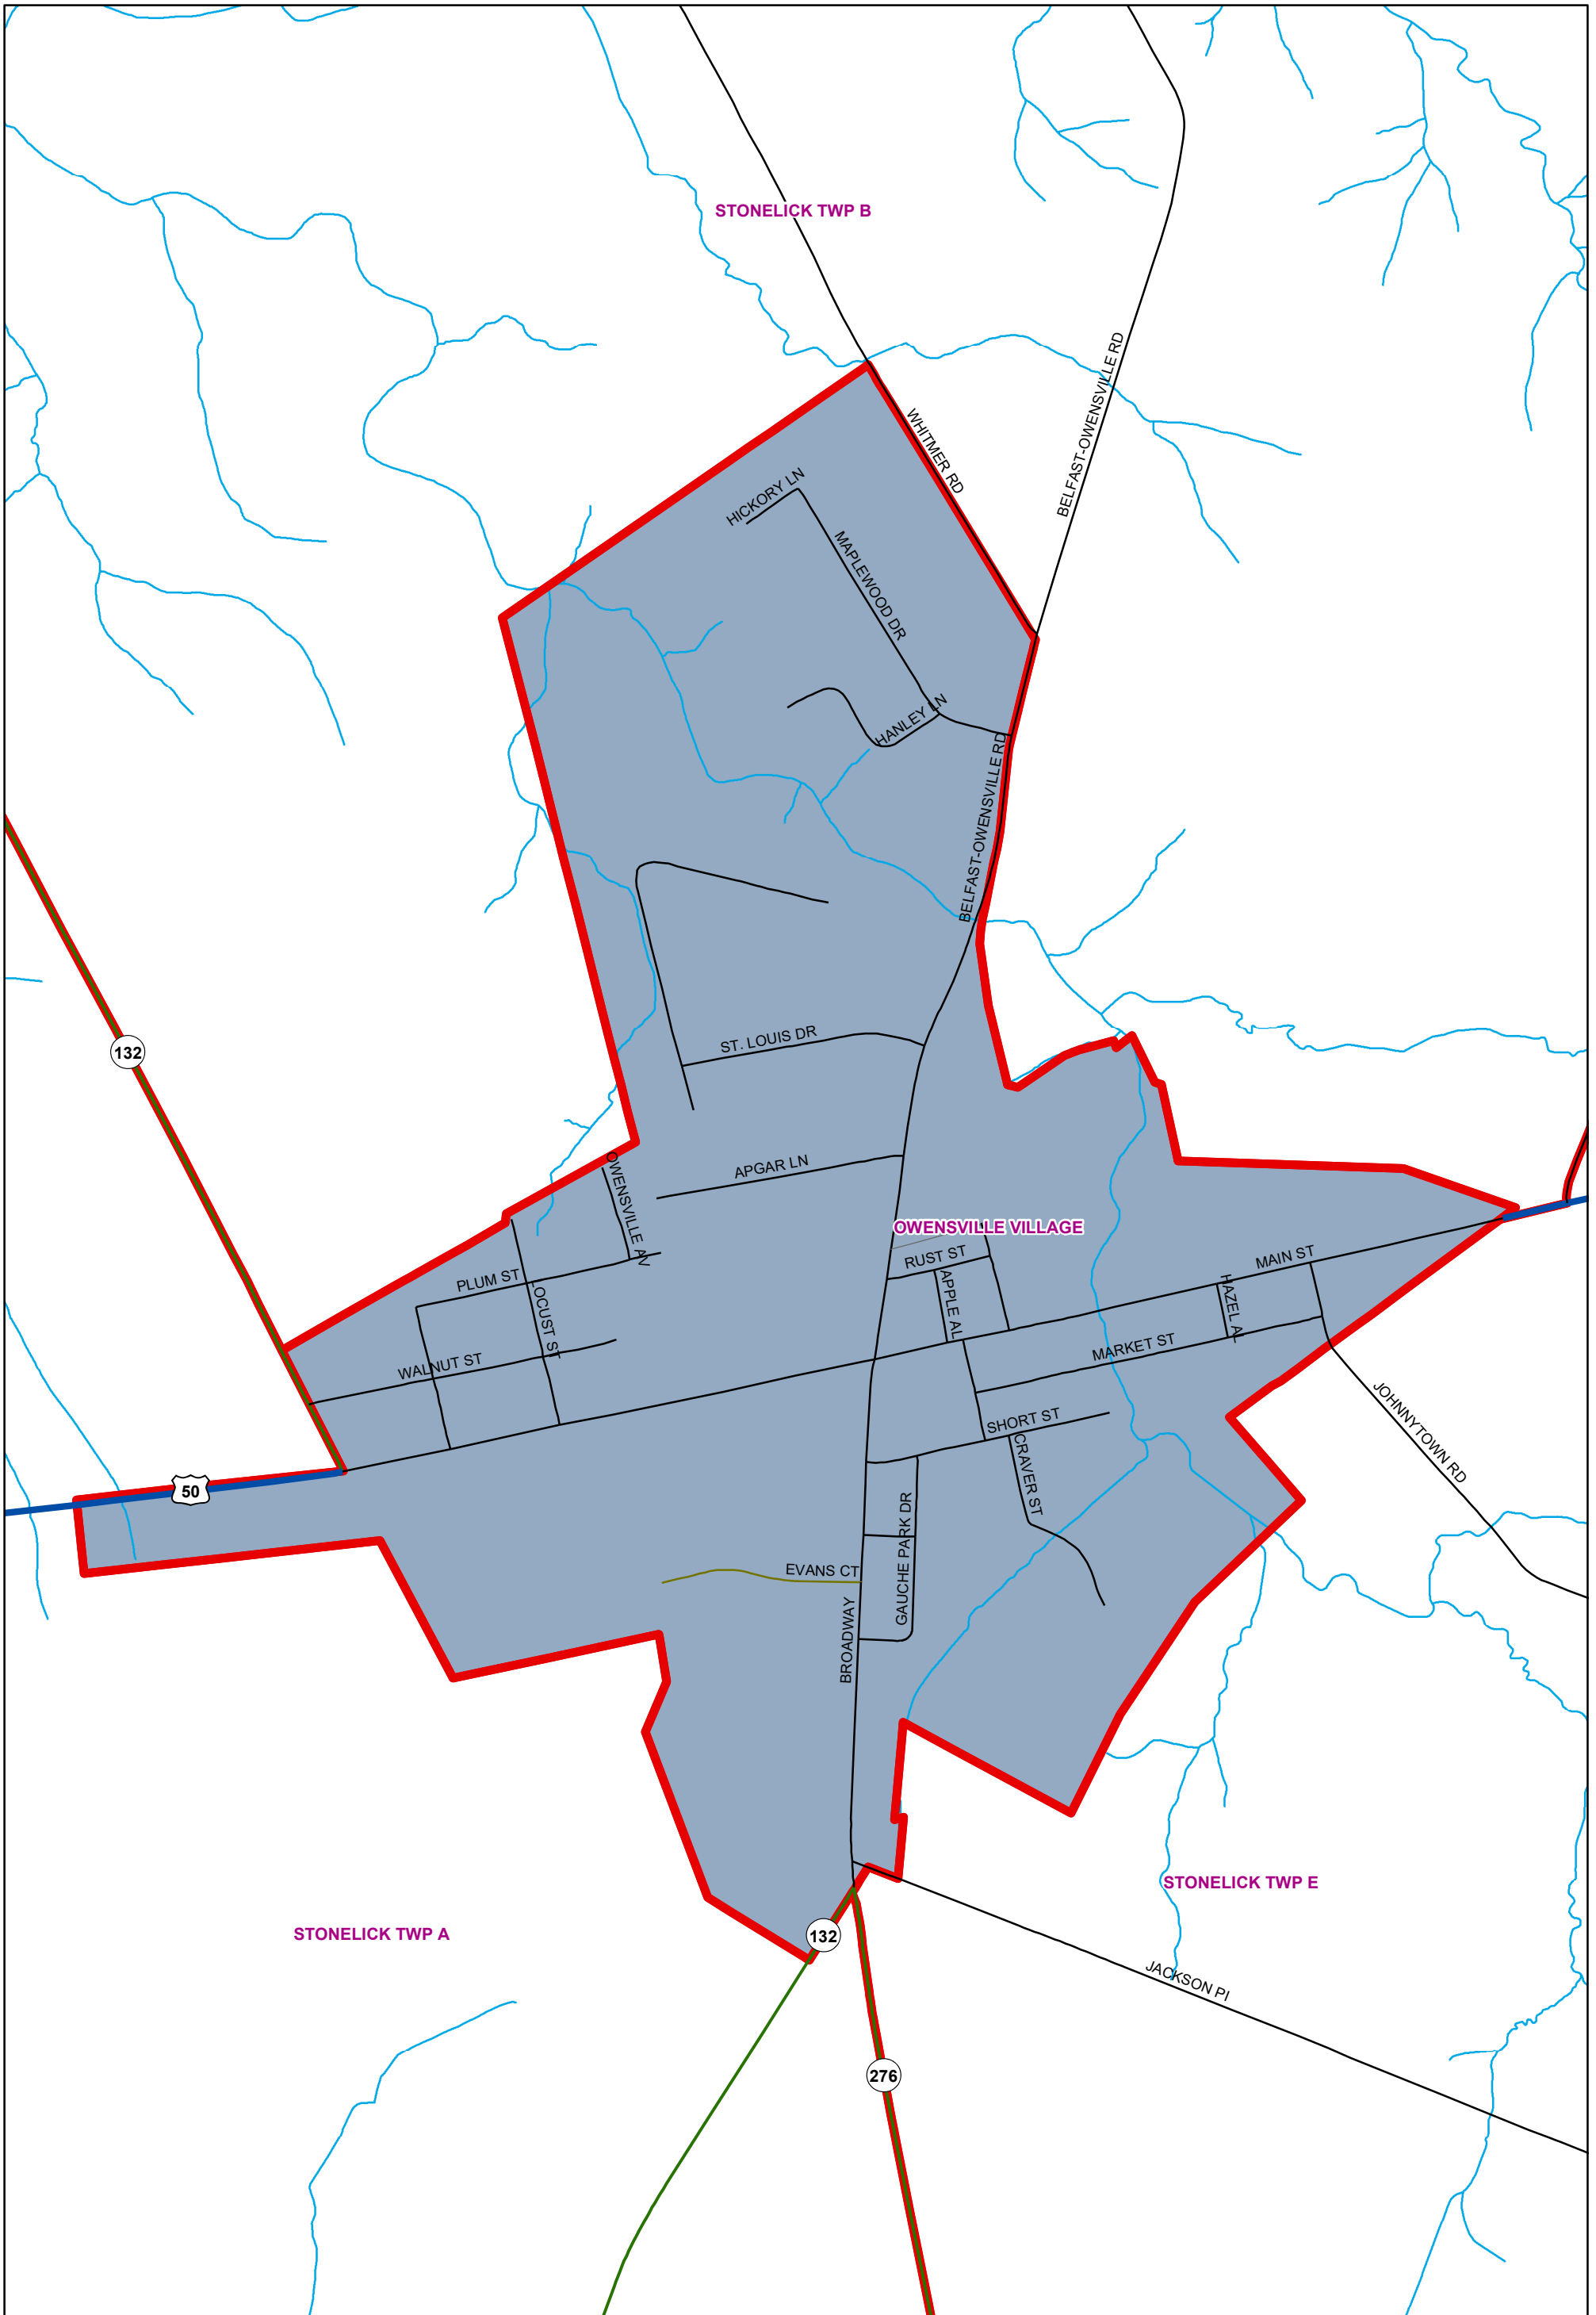 STONELICK TWP B
BELFAST-OWENSVILLE RD
WHITMER RD
HICKORY LN
MAPLEWOOD DR
HANLEY LN
BELFAST-OWENSVILLE RD
132
ST. LOUIS DR
OWENSVILLE AV
APGAR LN
OWENSVILLE VILLAGE
RUST ST
MAIN ST
PLUM ST
LOCUST ST
APPLE AL
HAZEL AL
MARKET ST
WALNUT ST
JOHNNYTOWN RD
SHORT ST
CRAVER ST
50
GAUCHE PARK DR
EVANS CT
BROADWAY
STONELICK TWP E
STONELICK TWP A
132
JACKSON PI
276